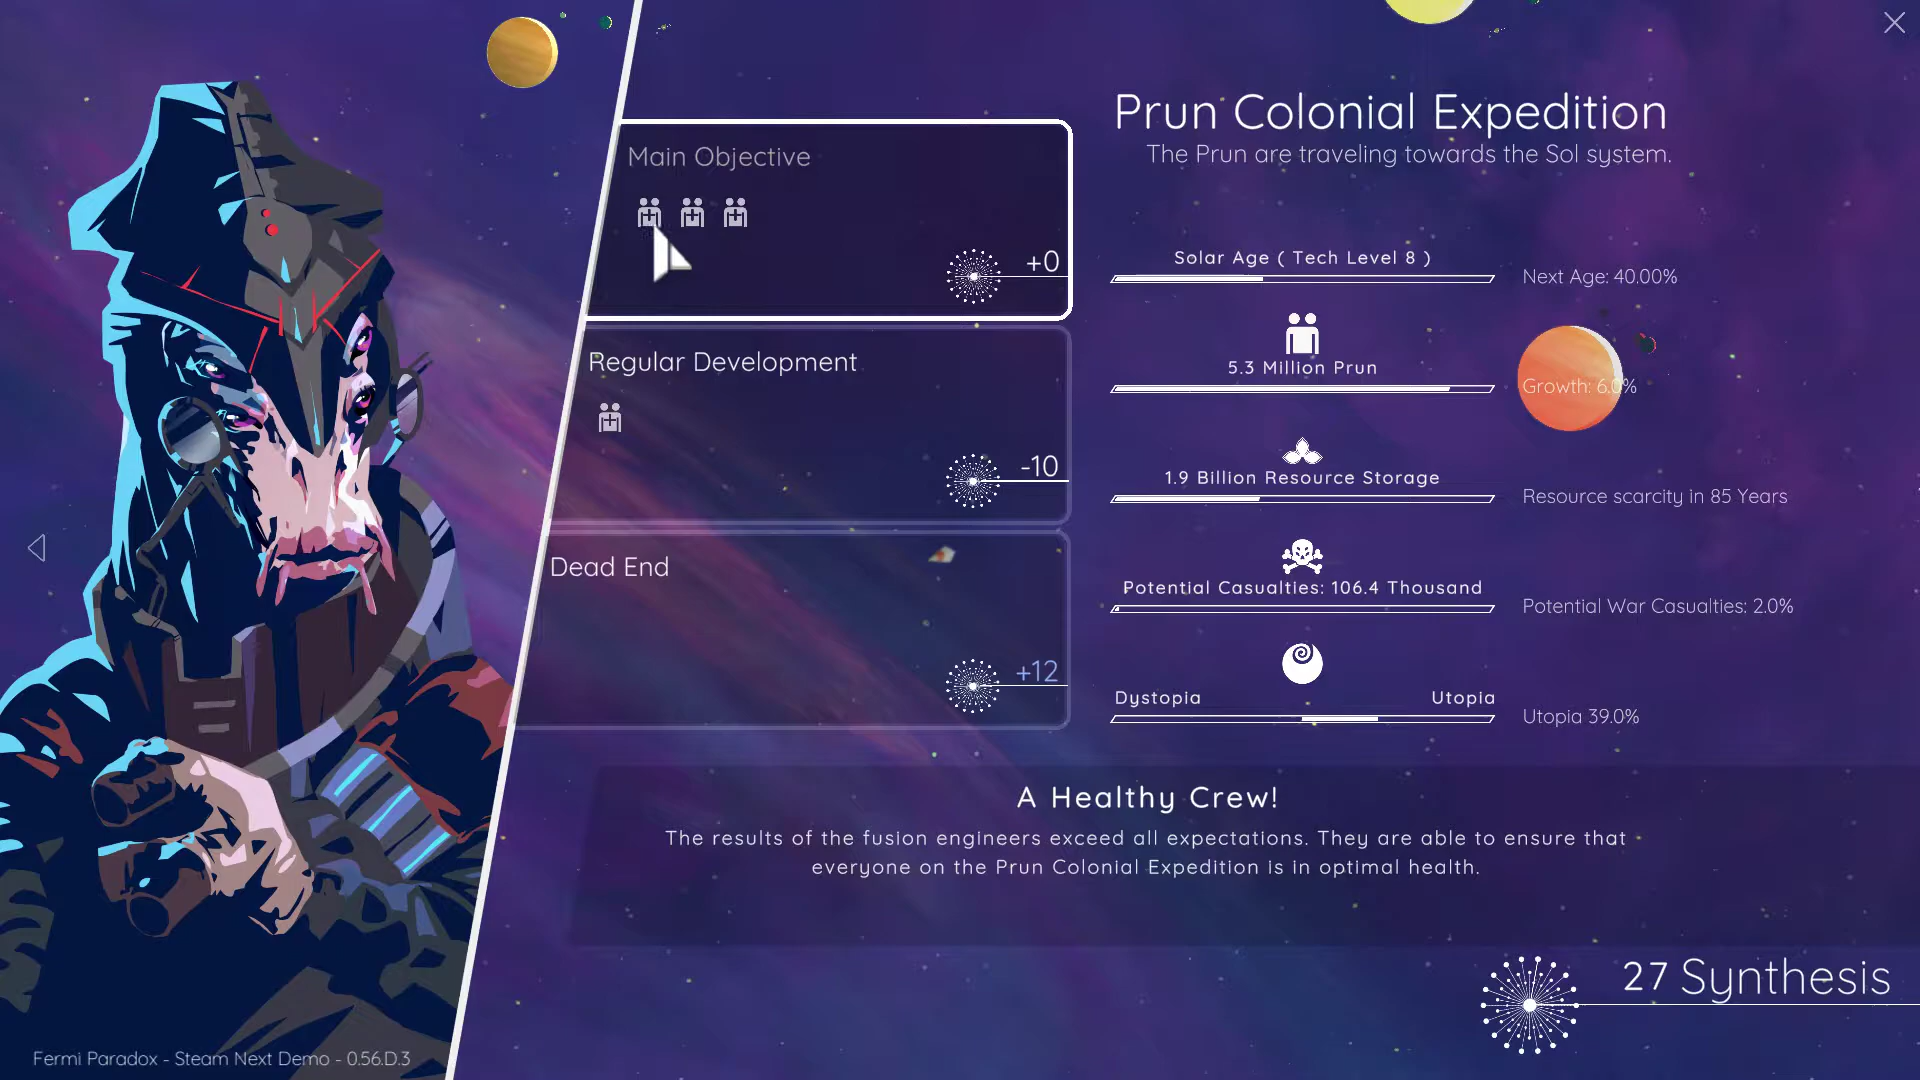 Main Objective
+0
Regular Development
-10
Dead End
+12
Prun Colonial Expedition
The Prun are traveling towards the Sol system.
Solar Age ( Tech Level 8 )
Next Age: 40.00%
5.3 Million Prun
Growth: 6.0%
1.9 Billion Resource Storage
Resource scarcity in 85 Years
Potential Casualties: 106.4 Thousand
Potential War Casualties: 2.0%
Dystopia
Utopia
Utopia 39.0%
A Healthy Crew!
The results of the fusion engineers exceed all expectations. They are able to ensure that
everyone on the Prun Colonial Expedition is in optimal health.
27 Synthesis
Fermi Paradox - Steam Next Demo - 0.56.D.3